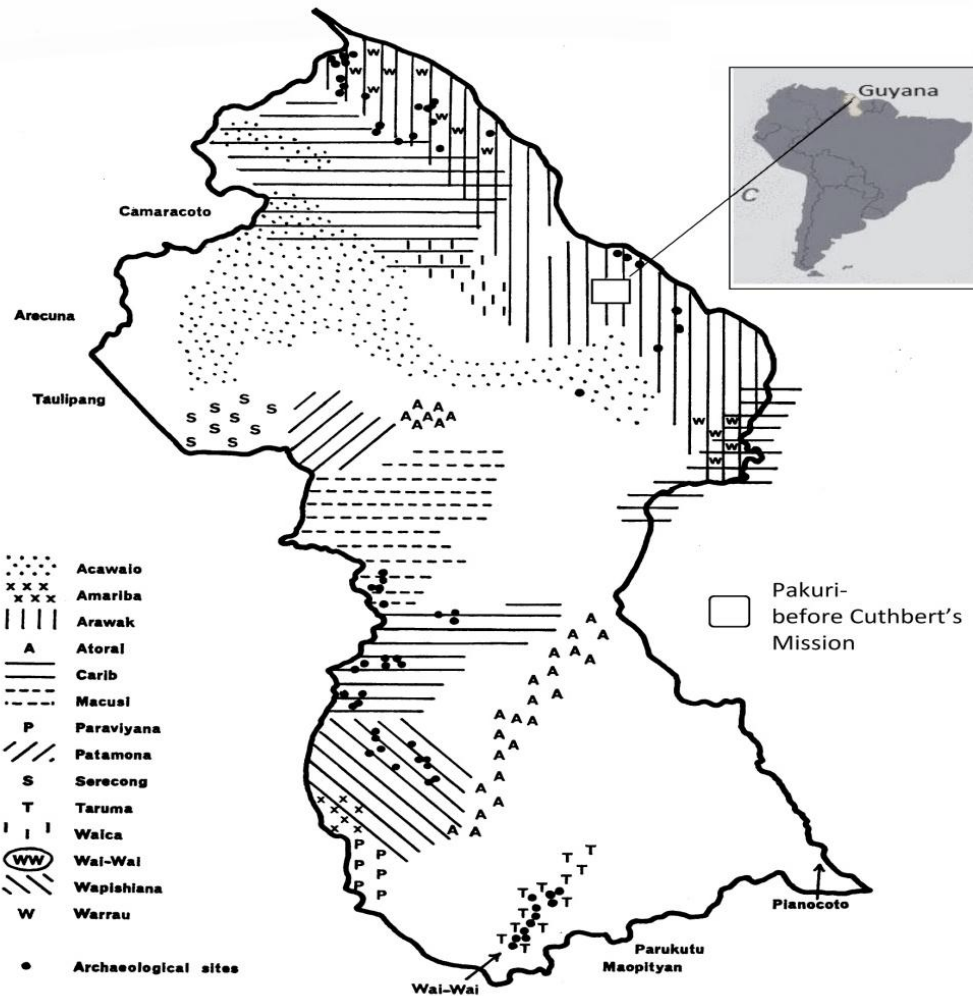 Guyana
C
Camaracoto
Arecuna
Taulipang
Acawaio
Amariba
Arawak
A Atorai
Carib
Macusi
P Paraviyana
Patamona
S Serecong
T Taruma
Waica
WW Wai-Wai
Wapishiana
W Warrau
Archaeological sites
Pakuri-
before Cuthbert's
Mission
Pianocoto
Parukutu
Maopityan
Wai-Wai